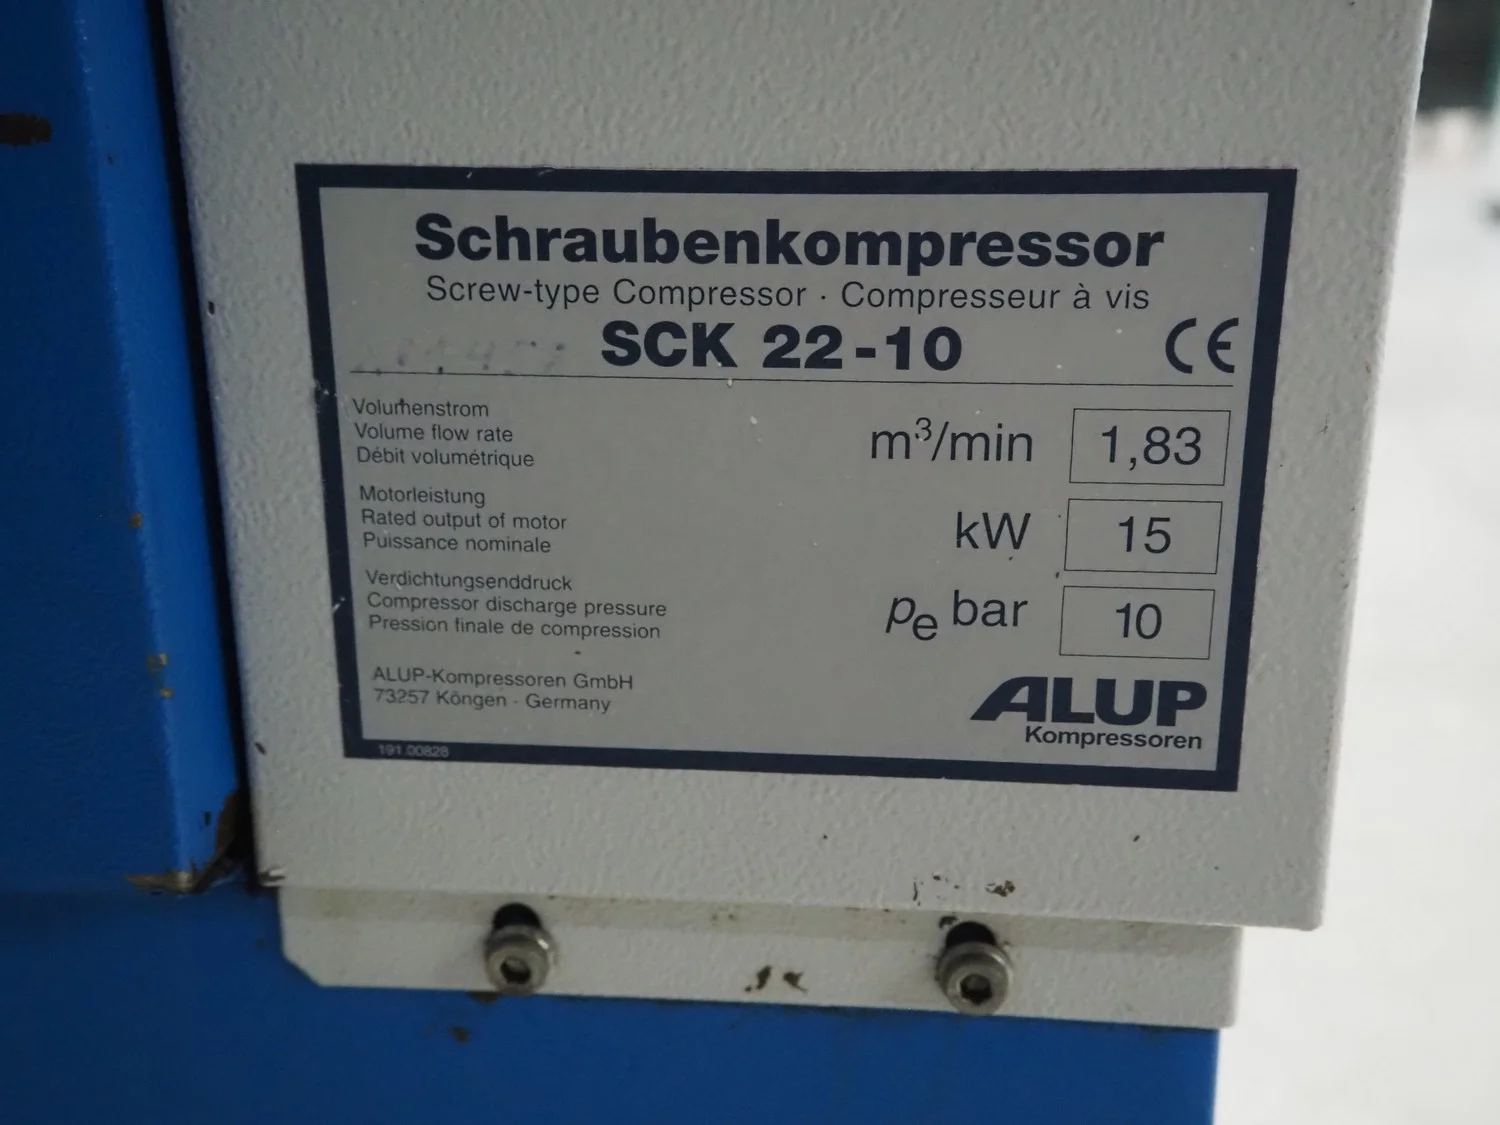 Schraubenkompressor
Screw-type Compressor · Compresseur à vis
SCK 22-10 CE
Volumenstrom
Volume flow rate
Débit volumétrique
m³/min 1,83
Motorleistung
Rated output of motor
Puissance nominale
kW 15
Verdichtungsenddruck
Compressor discharge pressure
Pression finale de compression
pe bar 10
ALUP-Kompressoren GmbH
73257 Köngen · Germany
ALUP
Kompressoren
191.00828